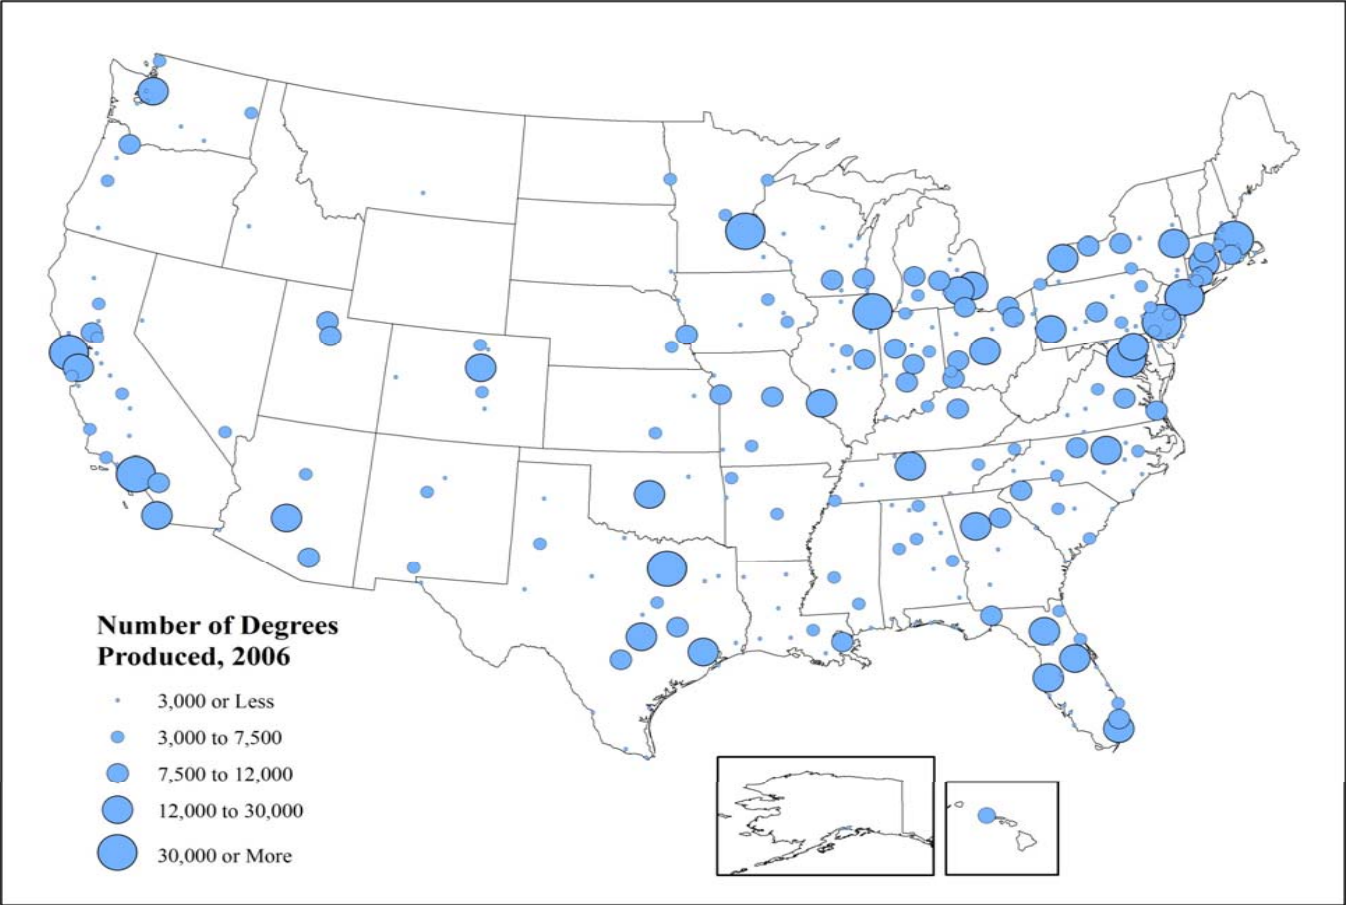 Number of Degrees
Produced, 2006
3,000 or Less
3,000 to 7,500
7,500 to 12,000
12,000 to 30,000
30,000 or More